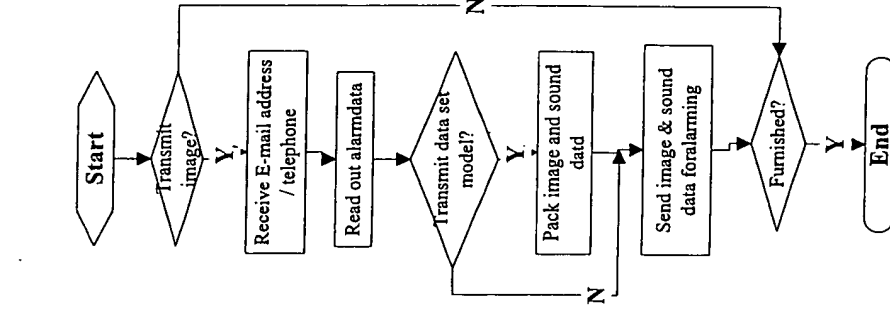 Start
Transmit
image?
N
Y
Receive E-mail address
/ telephone
Read out alarmdata
Transmit data set
model?
Y
N
Pack image and sound
datd
Send image & sound
data foralarming
Furnished?
Y
End